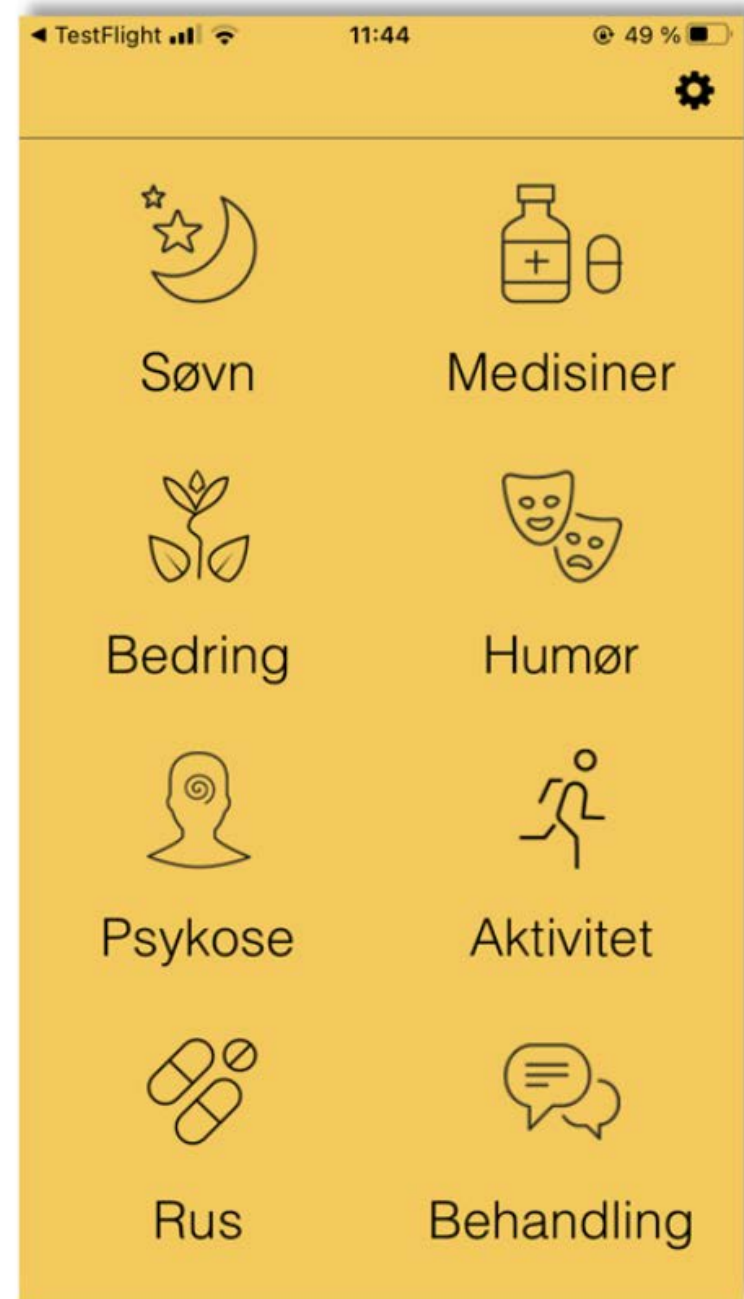 ◀ TestFlight 11:44 49 %
Søvn Medisiner
Bedring Humør
Psykose Aktivitet
Rus Behandling